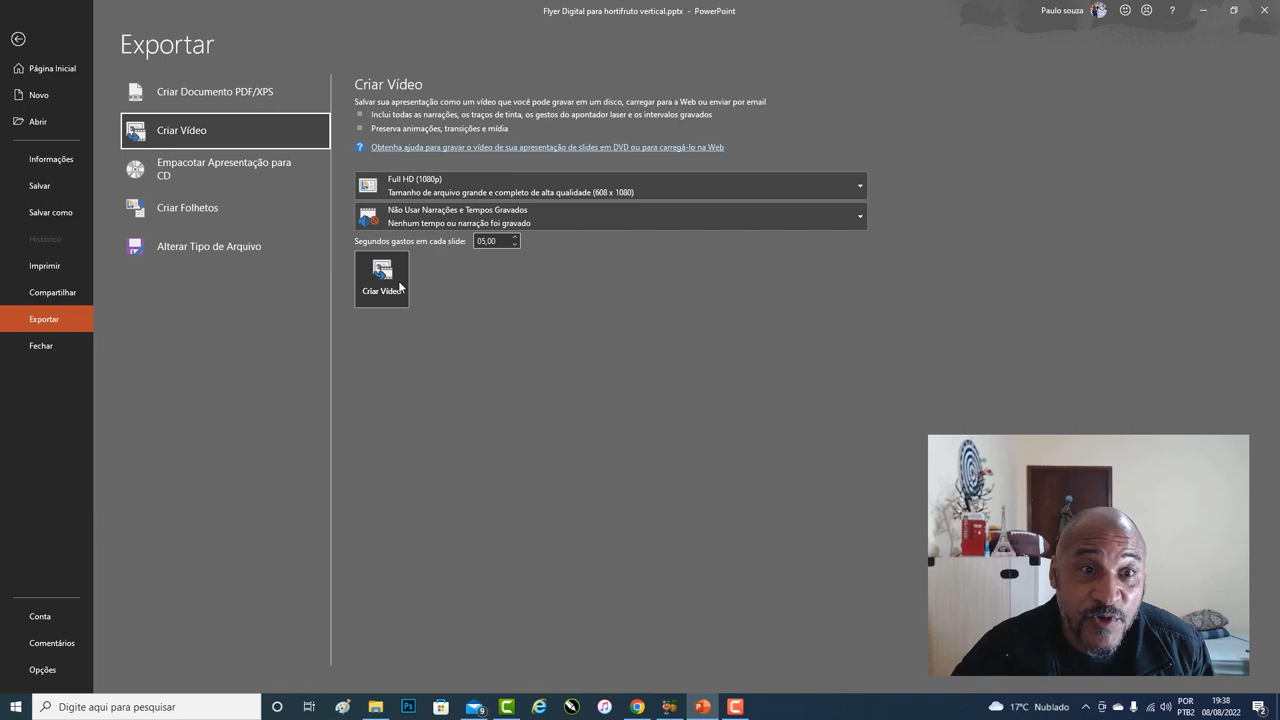 Flyer Digital para hortifruto vertical.pptx - PowerPoint
Paulo souza
Exportar
Página Inicial
Novo
Abrir
Informações
Salvar
Salvar como
Histórico
Imprimir
Compartilhar
Exportar
Fechar
Conta
Comentários
Opções
Criar Documento PDF/XPS
Criar Vídeo
Empacotar Apresentação para
CD
Criar Folhetos
Alterar Tipo de Arquivo
Criar Vídeo
Salvar sua apresentação como um vídeo que você pode gravar em um disco, carregar para a Web ou enviar por email
Inclui todas as narrações, os traços de tinta, os gestos do apontador laser e os intervalos gravados
Preserva animações, transições e mídia
Obtenha ajuda para gravar o vídeo de sua apresentação de slides em DVD ou para carregá-lo na Web
Full HD (1080p)
Tamanho de arquivo grande e completo de alta qualidade (608 x 1080)
Não Usar Narrações e Tempos Gravados
Nenhum tempo ou narração foi gravado
Segundos gastos em cada slide: 05,00
Criar Vídeo
Digite aqui para pesquisar
Ps
9
17°C Nublado
POR
PTB2
19:38
08/08/2022
2